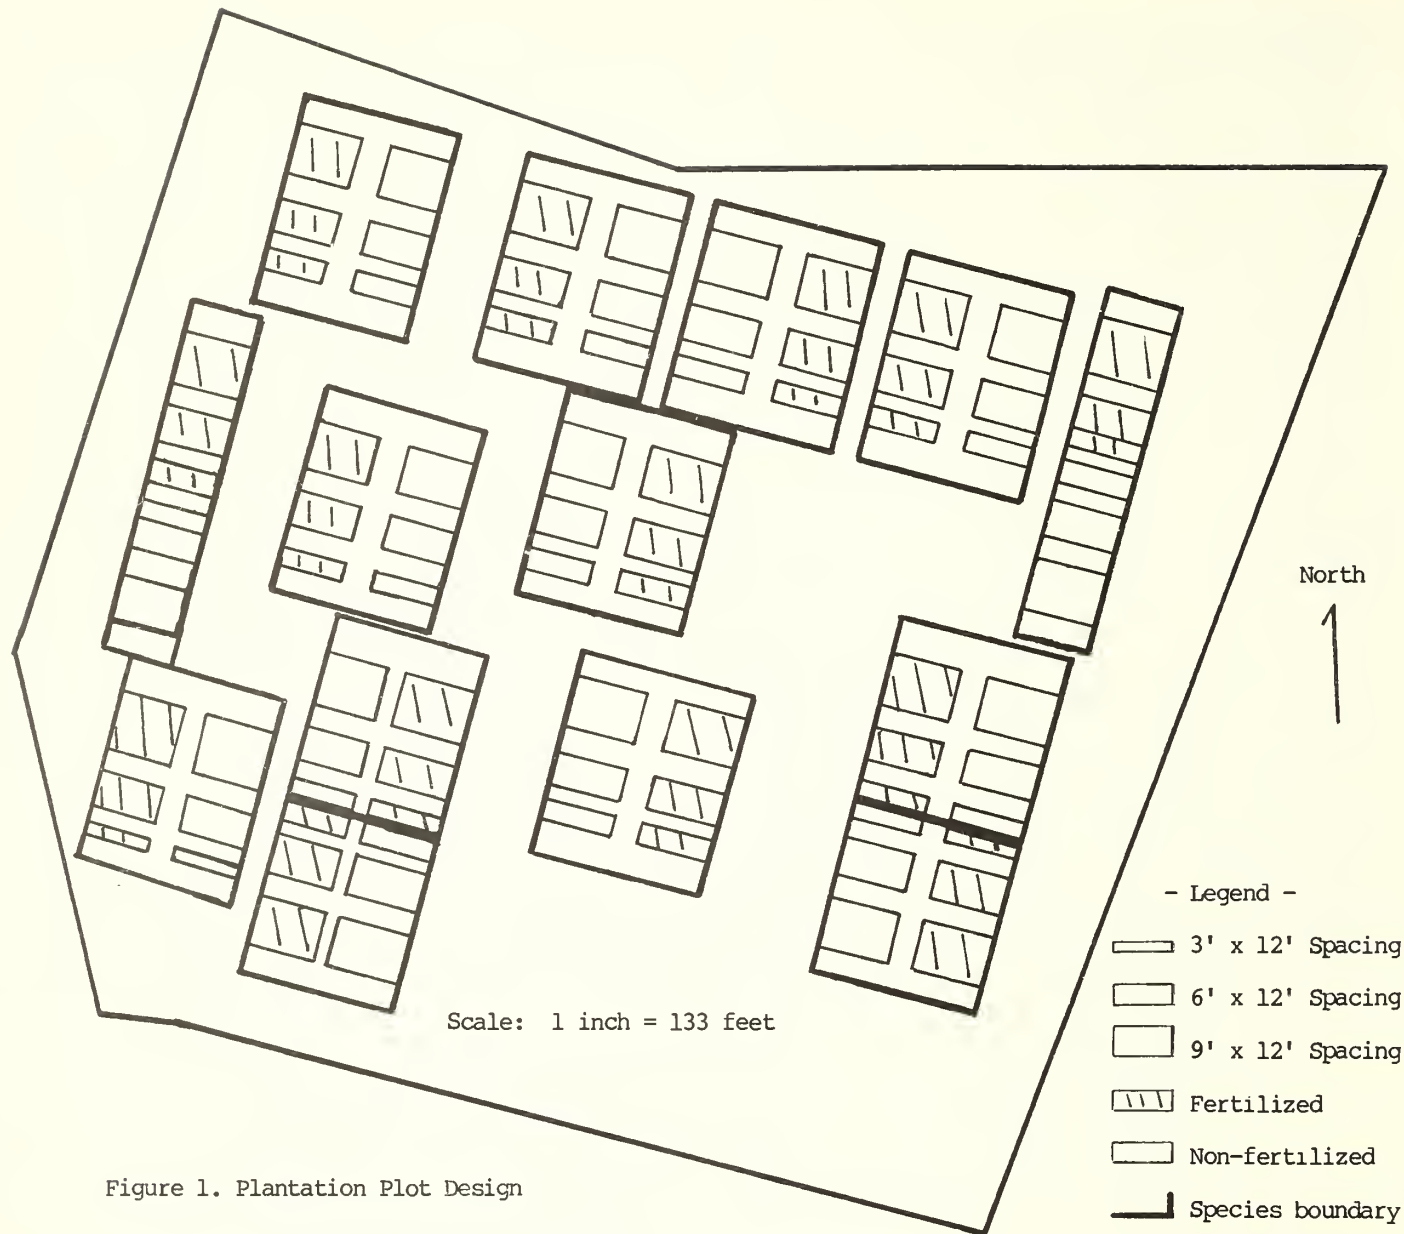 North
- Legend -
3' x 12' Spacing
6' x 12' Spacing
9' x 12' Spacing
Fertilized
Non-fertilized
Species boundary
Scale: 1 inch = 133 feet
Figure 1. Plantation Plot Design